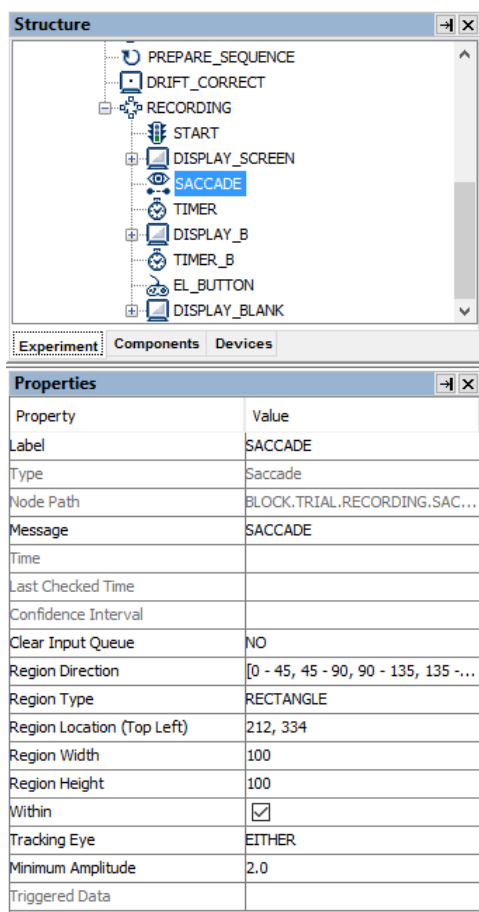 Structure
PREPARE_SEQUENCE
DRIFT_CORRECT
RECORDING
START
DISPLAY_SCREEN
SACCADE
TIMER
DISPLAY_B
TIMER_B
EL_BUTTON
DISPLAY_BLANK
Experiment Components Devices
Properties
Property Value
Label SACCADE
Type Saccade
Node Path BLOCK.TRIAL.RECORDING.SAC...
Message SACCADE
Time
Last Checked Time
Confidence Interval
Clear Input Queue NO
Region Direction [0 - 45, 45 - 90, 90 - 135, 135 -...
Region Type RECTANGLE
Region Location (Top Left) 212, 334
Region Width 100
Region Height 100
Within
Tracking Eye EITHER
Minimum Amplitude 2.0
Triggered Data